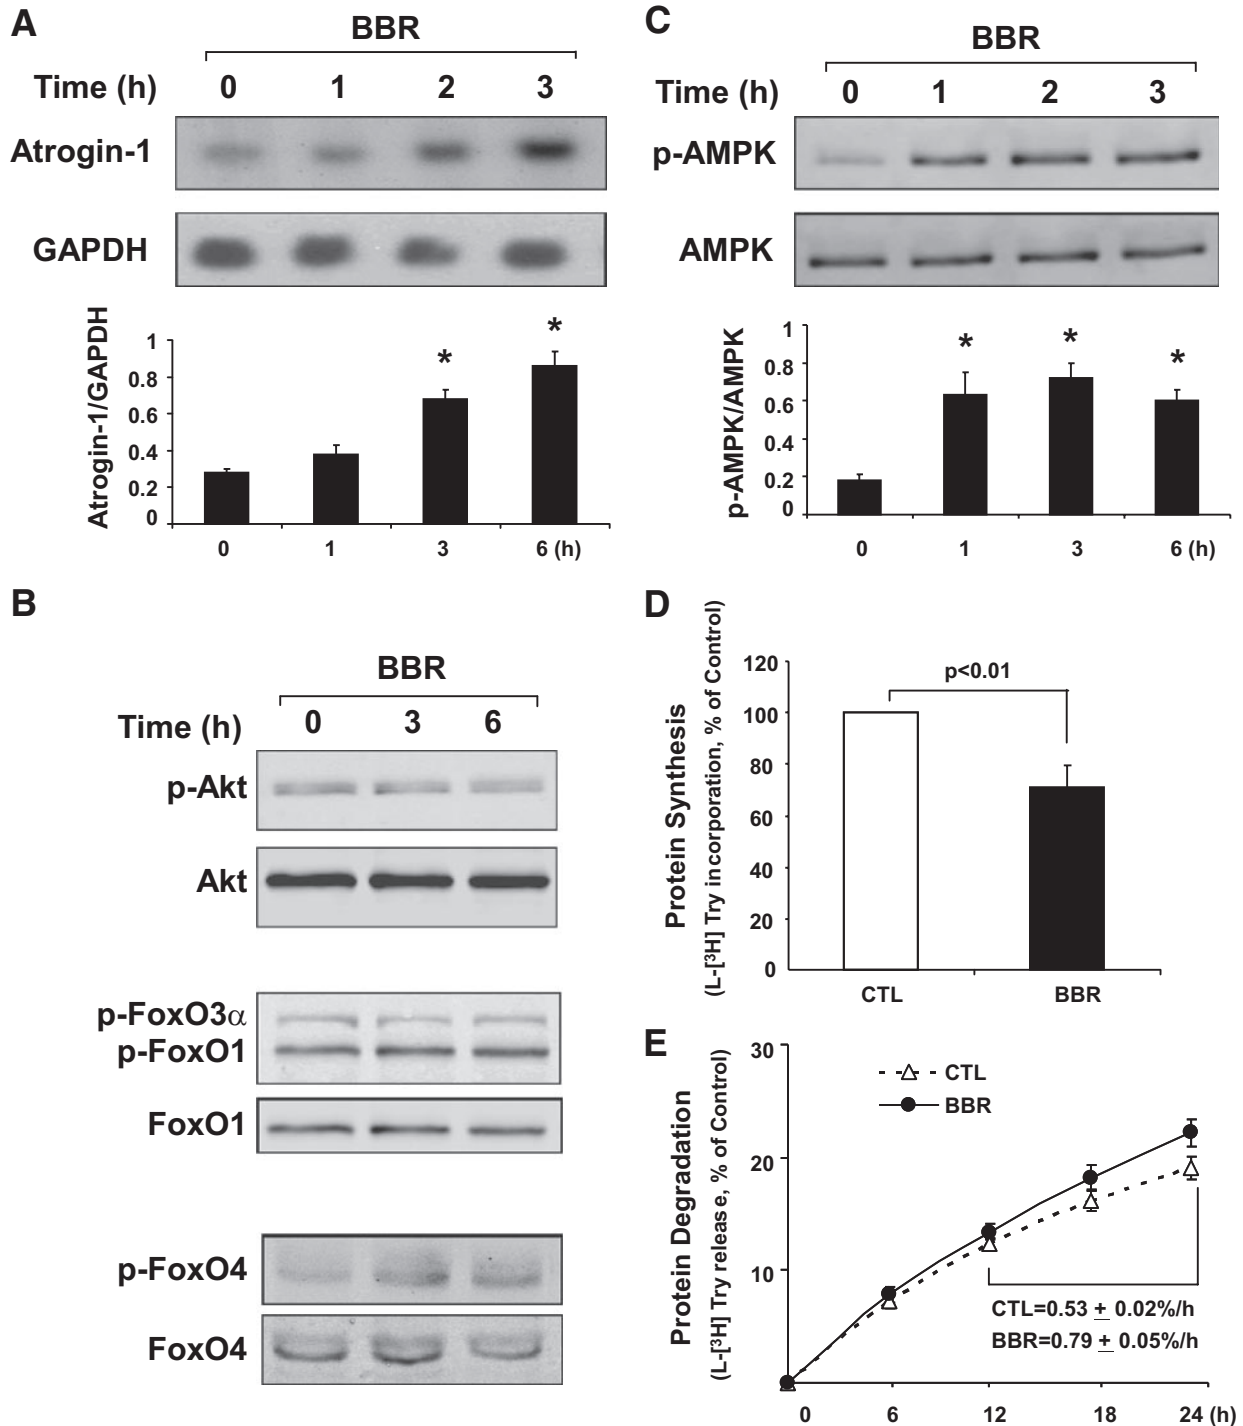 A
BBR
Time (h) 0 1 2 3
Atrogin-1
GAPDH
Atrogin-1/GAPDH
1
0.8
0.6
0.4
0.2
0
* *
0 1 3 6 (h)
B
BBR
Time (h) 0 3 6
p-Akt
Akt
p-FoxO3α
p-FoxO1
FoxO1
p-FoxO4
FoxO4
C
BBR
Time (h) 0 1 2 3
p-AMPK
AMPK
p-AMPK/AMPK
1
0.8
0.6
0.4
0.2
0
* * *
0 1 3 6 (h)
D
Protein Synthesis
(L-[³H] Try incorporation, % of Control)
120
100
80
60
40
20
0
p<0.01
CTL BBR
E
Protein Degradation
(L-[³H] Try release, % of Control)
30
20
10
CTL
BBR
CTL=0.53 ± 0.02%/h
BBR=0.79 ± 0.05%/h
0 6 12 18 24 (h)